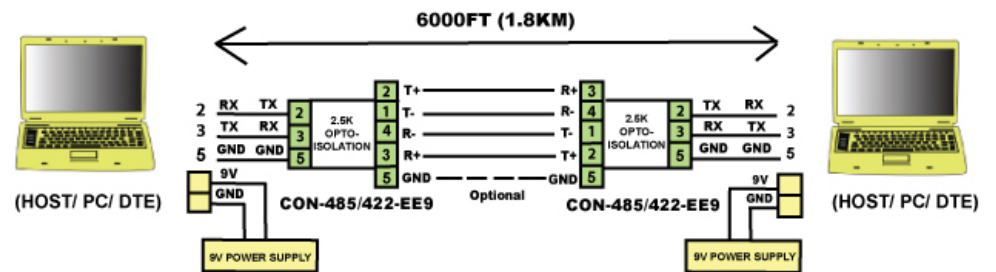 6000FT (1.8KM)
2 T+ R+ 3
2 RX TX 2 1 T- R- 4 2 TX RX 2
2.5K OPTO-ISOLATION 2.5K OPTO-ISOLATION
3 TX RX 3 4 R- T- 1 3 RX TX 3
5 GND GND 5 3 R+ T+ 2 5 GND GND 5
5 GND Optional GND 5
(HOST/ PC/ DTE) 9V GND CON-485/422-EE9 CON-485/422-EE9 9V GND (HOST/ PC/ DTE)
9V POWER SUPPLY 9V POWER SUPPLY